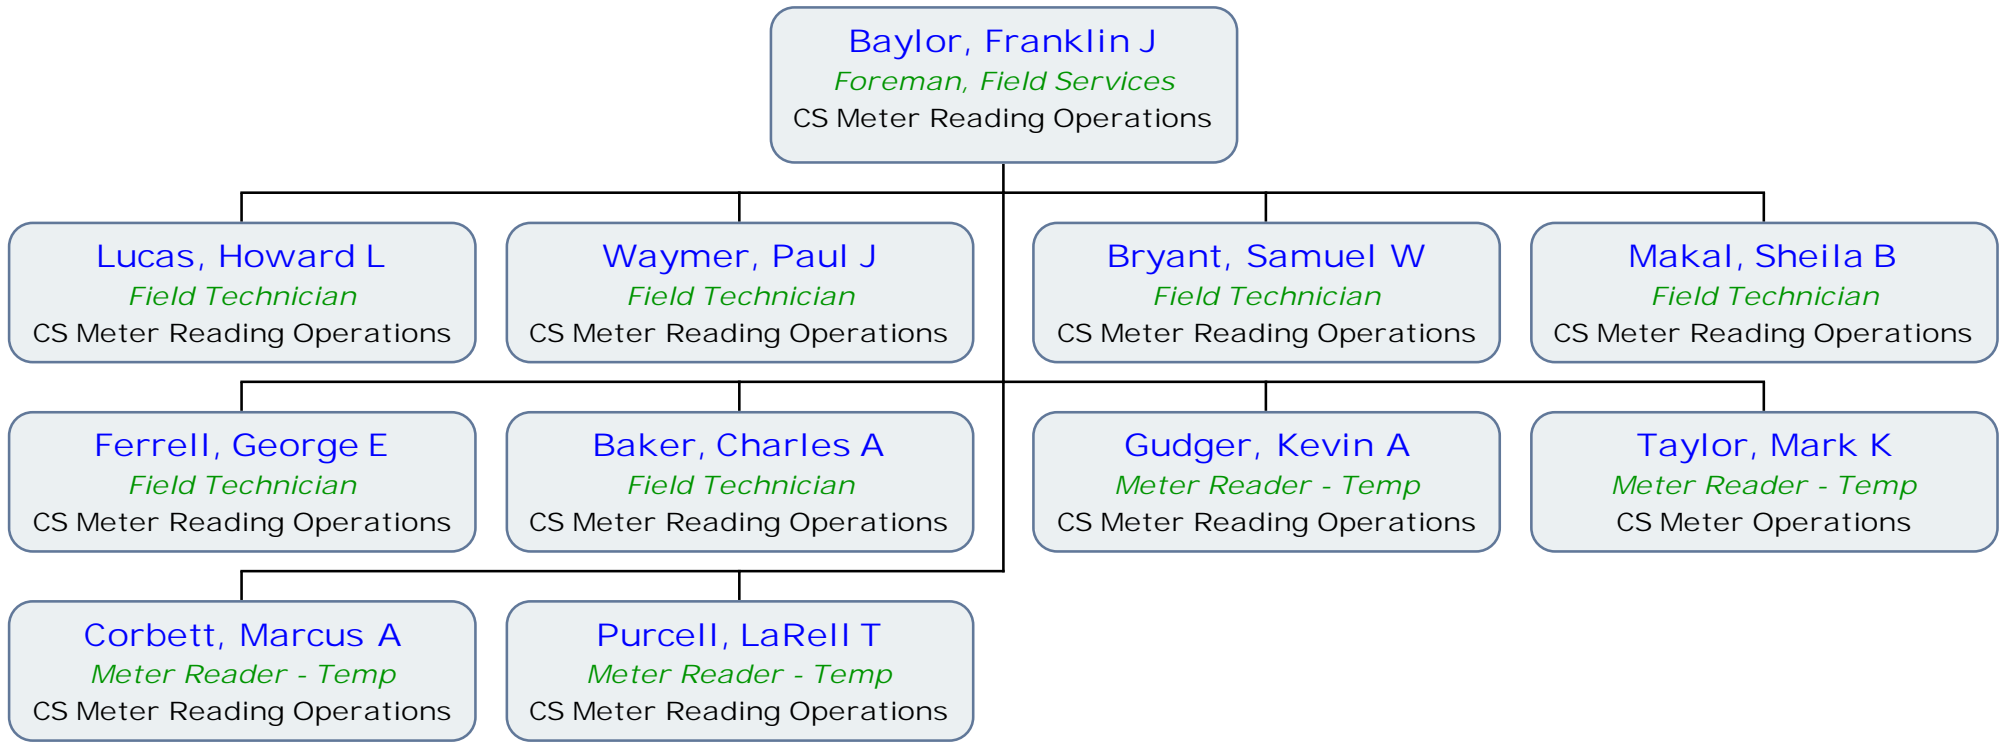 Baylor, Franklin J
Foreman, Field Services
CS Meter Reading Operations
Lucas, Howard L
Field Technician
CS Meter Reading Operations
Waymer, Paul J
Field Technician
CS Meter Reading Operations
Bryant, Samuel W
Field Technician
CS Meter Reading Operations
Makal, Sheila B
Field Technician
CS Meter Reading Operations
Ferrell, George E
Field Technician
CS Meter Reading Operations
Baker, Charles A
Field Technician
CS Meter Reading Operations
Gudger, Kevin A
Meter Reader - Temp
CS Meter Reading Operations
Taylor, Mark K
Meter Reader - Temp
CS Meter Operations
Corbett, Marcus A
Meter Reader - Temp
CS Meter Reading Operations
Purcell, LaRell T
Meter Reader - Temp
CS Meter Reading Operations